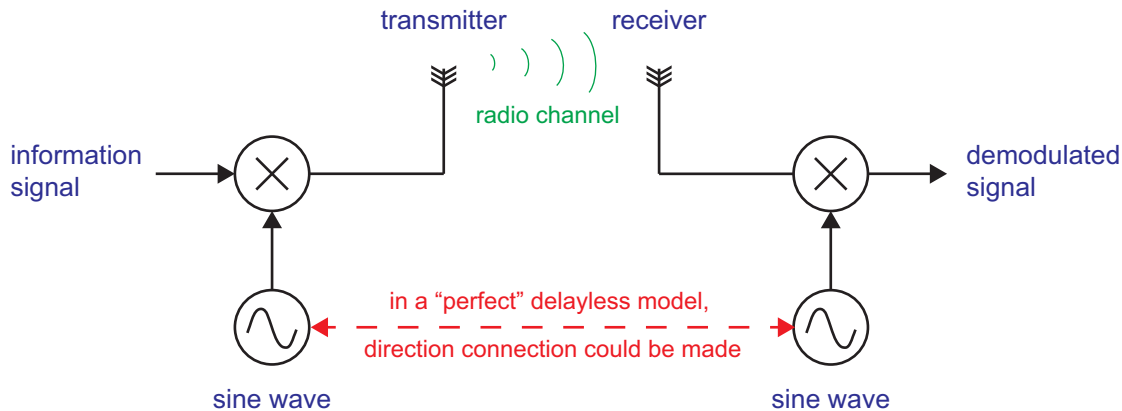 transmitter
receiver
radio channel
information
signal
demodulated
signal
in a “perfect” delayless model,
direction connection could be made
sine wave
sine wave